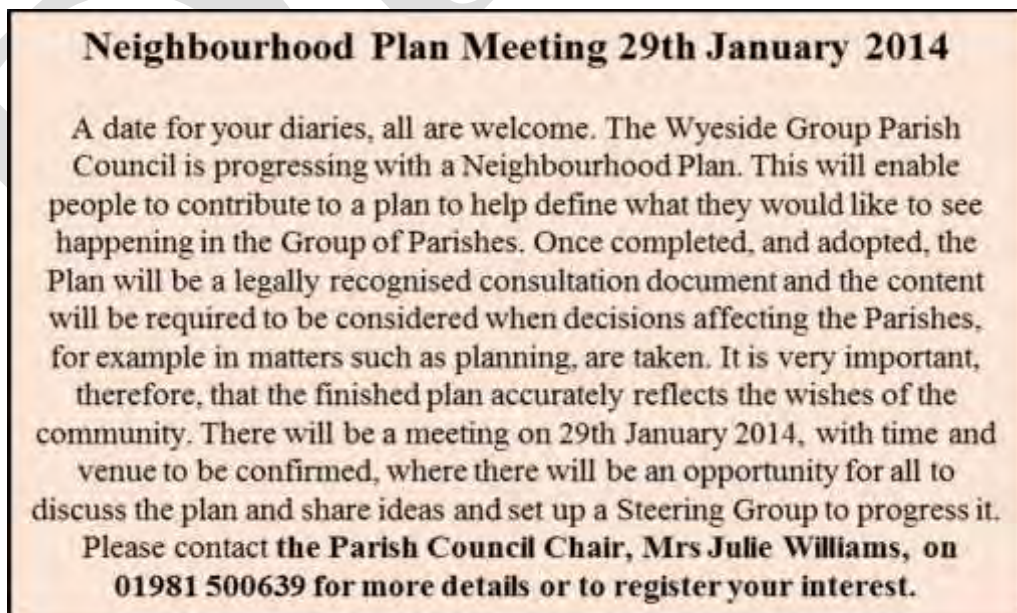 Neighbourhood Plan Meeting 29th January 2014
A date for your diaries, all are welcome. The Wyeside Group Parish
Council is progressing with a Neighbourhood Plan. This will enable
people to contribute to a plan to help define what they would like to see
happening in the Group of Parishes. Once completed, and adopted, the
Plan will be a legally recognised consultation document and the content
will be required to be considered when decisions affecting the Parishes,
for example in matters such as planning, are taken. It is very important,
therefore, that the finished plan accurately reflects the wishes of the
community. There will be a meeting on 29th January 2014, with time and
venue to be confirmed, where there will be an opportunity for all to
discuss the plan and share ideas and set up a Steering Group to progress it.
Please contact the Parish Council Chair, Mrs Julie Williams, on
01981 500639 for more details or to register your interest.